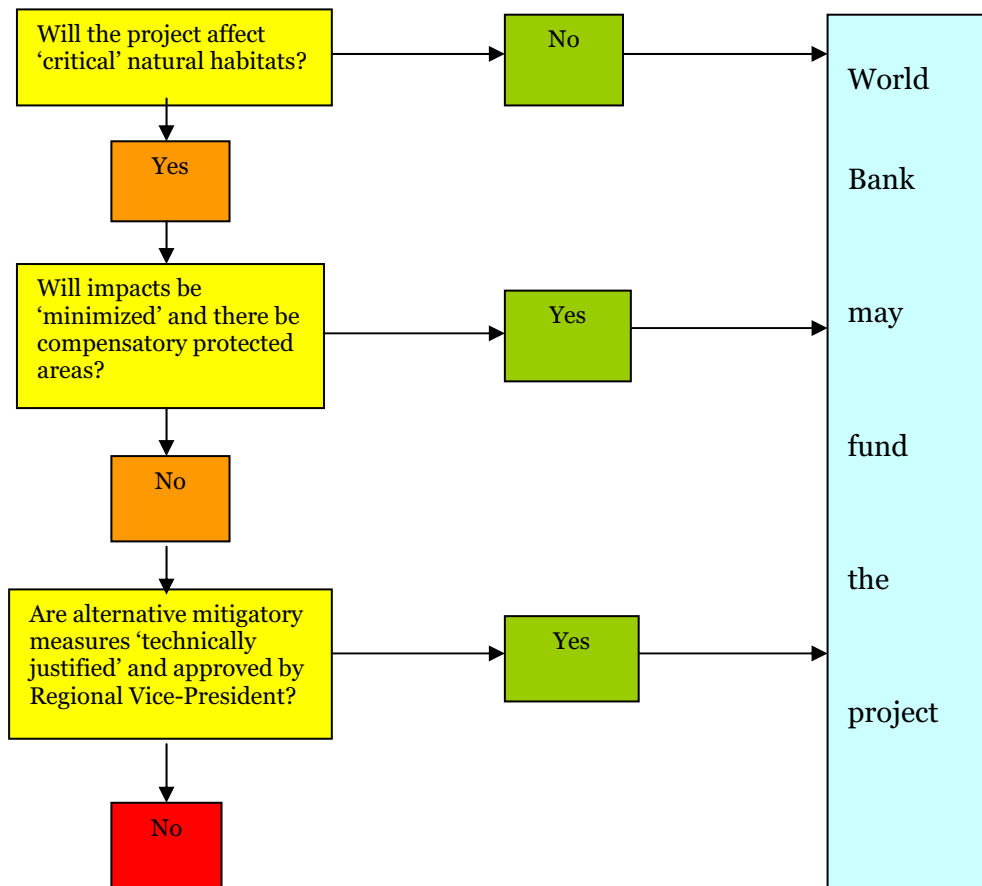 Will the project affect
‘critical’ natural habitats?
No
Yes
Will impacts be
‘minimized’ and there be
compensatory protected
areas?
Yes
No
Are alternative mitigatory
measures ‘technically
justified’ and approved by
Regional Vice-President?
Yes
No
World
Bank
may
fund
the
project